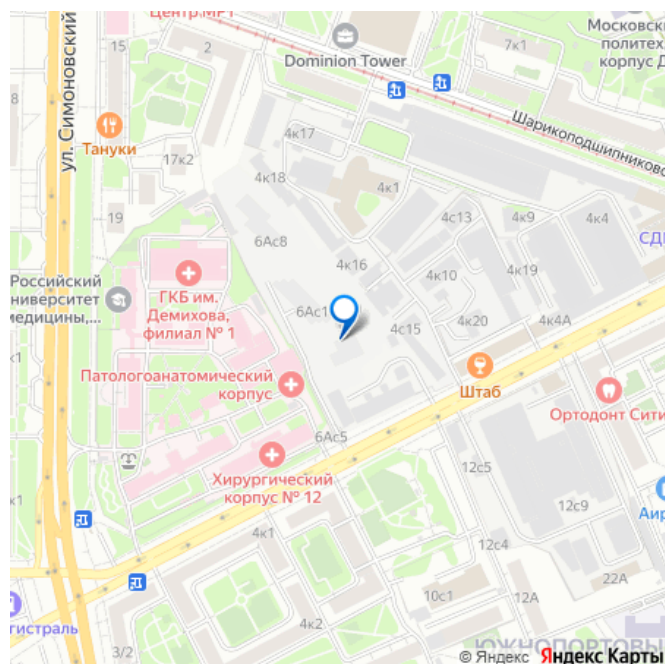 Центр.МРТ
15
2
Dominion Tower
7к1
Московски
политех,
корпус Д
8
ул. Симоновский
Тануки
17к2
4к17
4к18
4к1
Шарикоподшипниковс
19
6Ас8
4с13
4к9
4к4
СДЕ
4к16
4к10
4к19
Российский
университет
медицины,...
ГКБ им.
Демихова,
филиал № 1
6Ас1
4с15
4к20
4к4А
Патологоанатомический
корпус
Штаб
Ортодонт Сити
6Ас5
Хирургический
корпус № 12
12с5
12с9
к1
Аир
4к1
12с4
10с1
22А
12А
4к2
гистраль
3/2
ЮЖНОПОРТОВЫ
© Яндекс Яндекс Карты